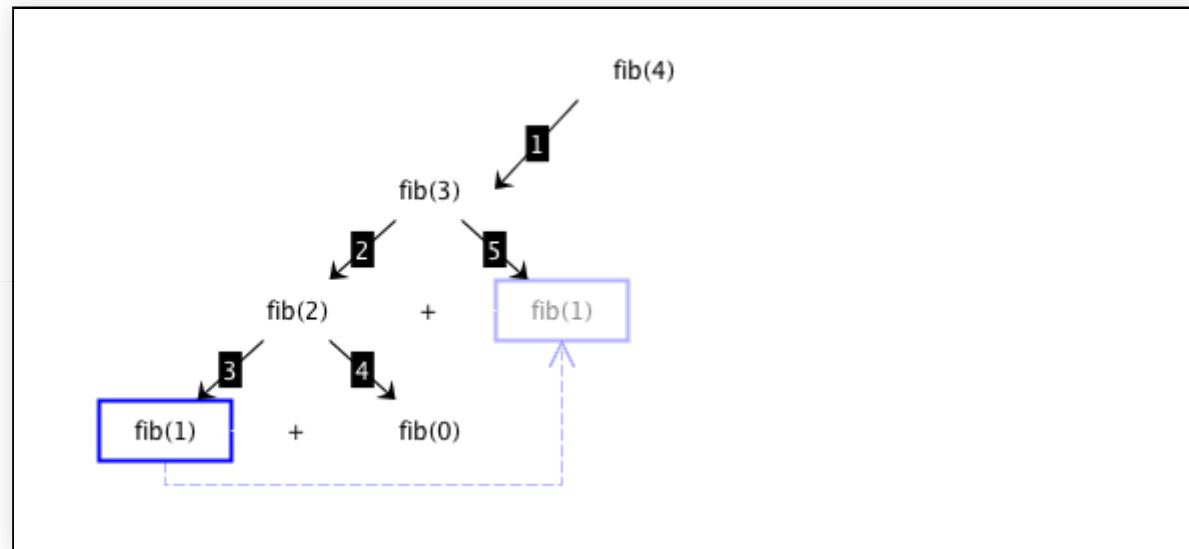 fib(4)
1
fib(3)
2 5
fib(2) + fib(1)
3 4
fib(1) + fib(0)